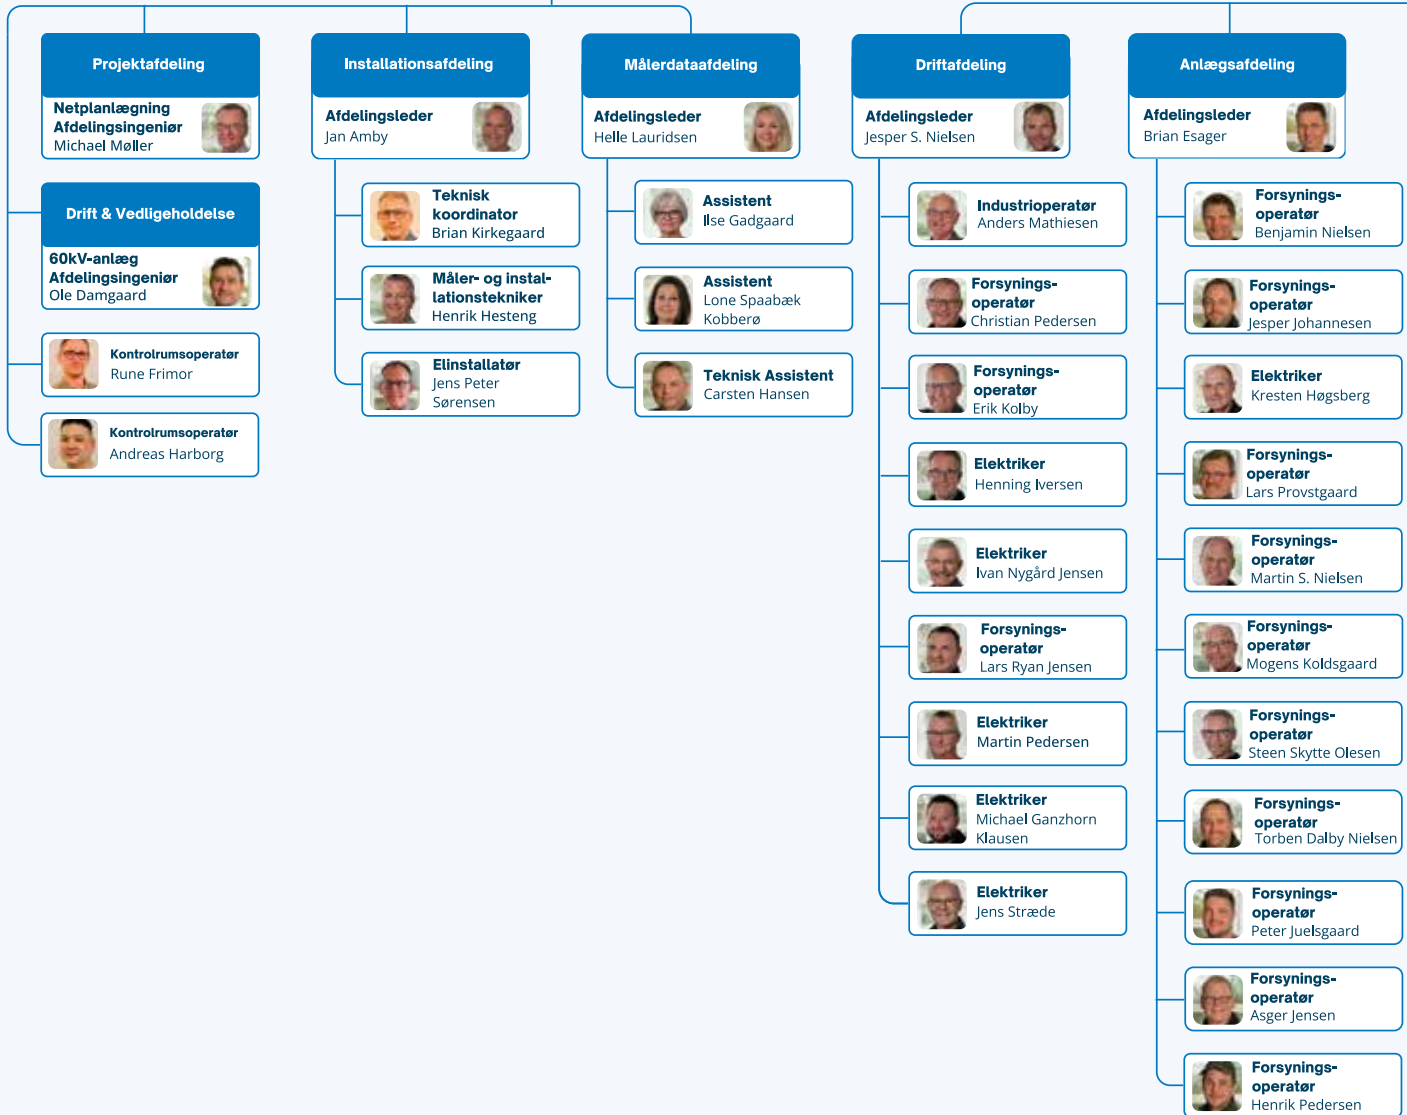 Projektafdeling
Netplanlægning
Afdelingsingeniør
Michael Møller
Drift & Vedligeholdelse
60kV-anlæg
Afdelingsingeniør
Ole Damgaard
Kontrolrumsoperatør
Rune Frimor
Kontrolrumsoperatør
Andreas Harborg
Installationsafdeling
Afdelingsleder
Jan Amby
Teknisk
koordinator
Brian Kirkegaard
Måler- og instal-
lationstekniker
Henrik Hesteng
Elinstallatør
Jens Peter
Sørensen
Målerdataafdeling
Afdelingsleder
Helle Lauridsen
Assistent
Ilse Gadgaard
Assistent
Lone Spaabæk
Kobberø
Teknisk Assistent
Carsten Hansen
Driftafdeling
Afdelingsleder
Jesper S. Nielsen
Industrioperatør
Anders Mathiesen
Forsynings-
operatør
Christian Pedersen
Forsynings-
operatør
Erik Kolby
Elektriker
Henning Iversen
Elektriker
Ivan Nygård Jensen
Forsynings-
operatør
Lars Ryan Jensen
Elektriker
Martin Pedersen
Elektriker
Michael Ganzhorn
Klausen
Elektriker
Jens Stræde
Anlægsafdeling
Afdelingsleder
Brian Esager
Forsynings-
operatør
Benjamin Nielsen
Forsynings-
operatør
Jesper Johannesen
Elektriker
Kresten Høgsberg
Forsynings-
operatør
Lars Provstgaard
Forsynings-
operatør
Martin S. Nielsen
Forsynings-
operatør
Mogens Koldsgaard
Forsynings-
operatør
Steen Skytte Olesen
Forsynings-
operatør
Torben Dalby Nielsen
Forsynings-
operatør
Peter Juelsgaard
Forsynings-
operatør
Asger Jensen
Forsynings-
operatør
Henrik Pedersen